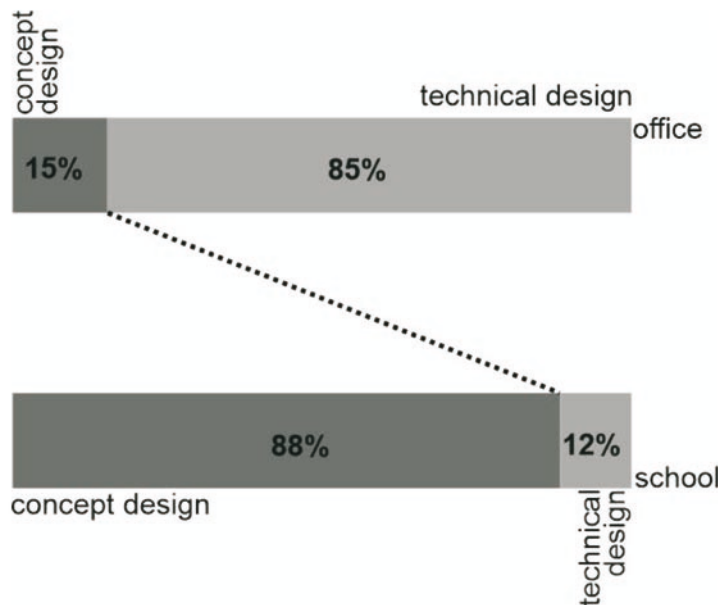 concept
design
technical design
office
15%
85%
88%
12%
school
concept design
technical
design